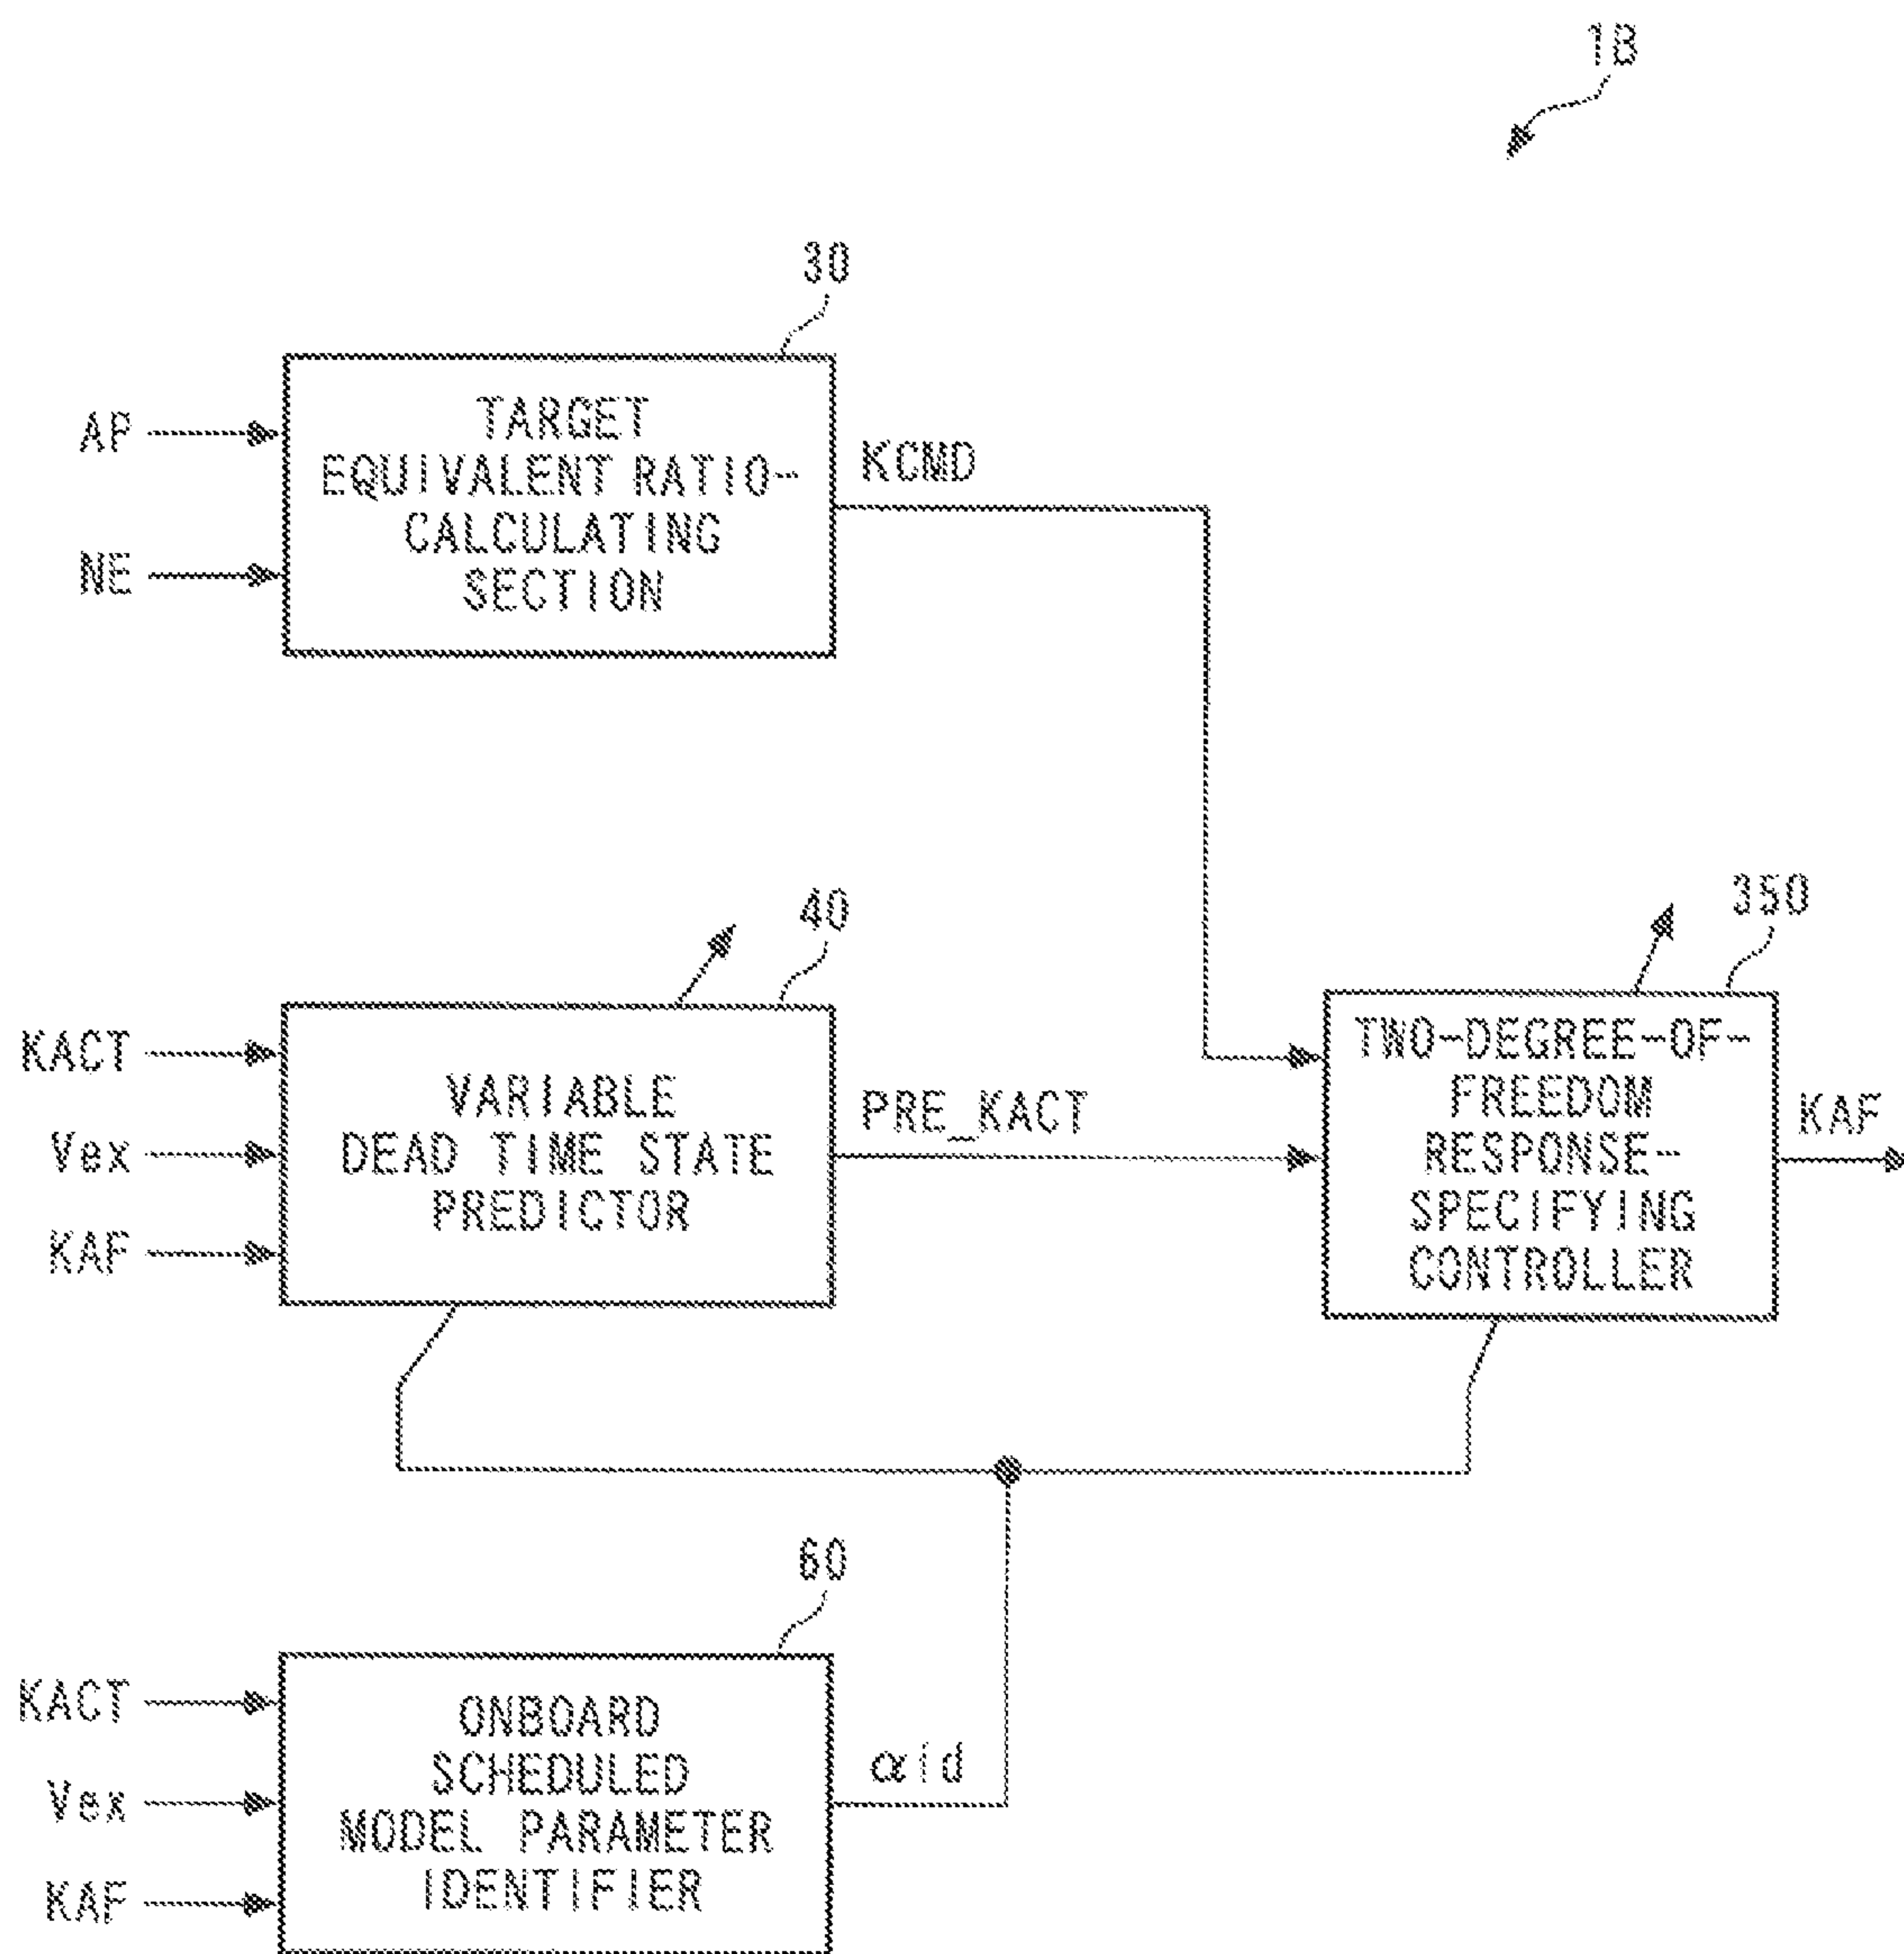 1B
30
AP
NE
TARGET
EQUIVALENT RATIO-
CALCULATING
SECTION
KCMD
40
KACT
Vex
KAF
VARIABLE
DEAD TIME STATE
PREDICTOR
PRE_KACT
350
TWO-DEGREE-OF-
FREEDOM
RESPONSE-
SPECIFYING
CONTROLLER
KAF
60
KACT
Vex
KAF
ONBOARD
SCHEDULED
MODEL PARAMETER
IDENTIFIER
αid